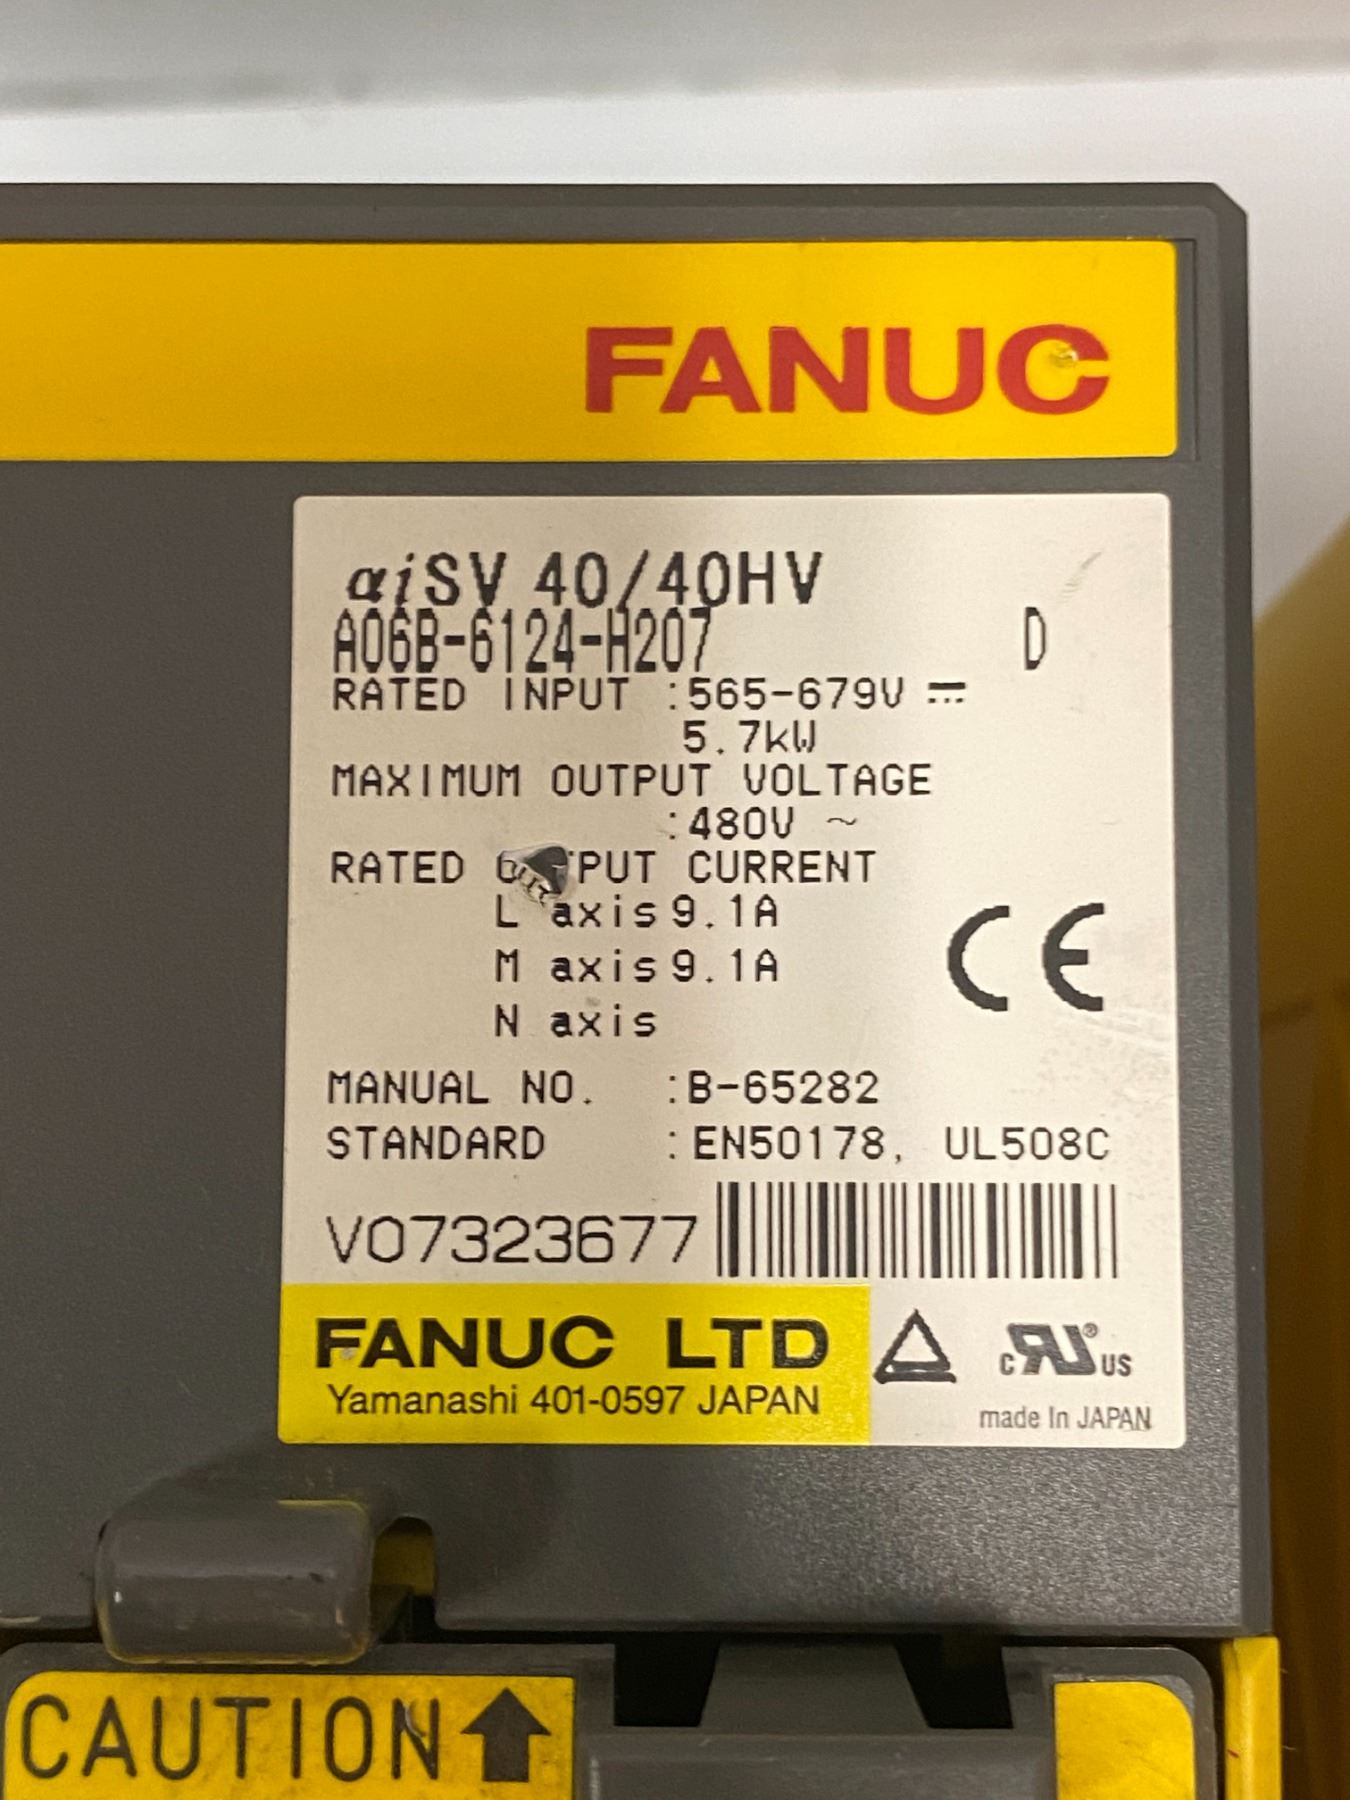 FANUC
αiSV 40/40HV
A06B-6124-H207 D
RATED INPUT :565-679V ⎓
5.7kW
MAXIMUM OUTPUT VOLTAGE
:480V ~
RATED OUTPUT CURRENT
L axis 9.1A
M axis 9.1A
N axis
MANUAL NO. :B-65282
STANDARD :EN50178, UL508C
V07323677
FANUC LTD
Yamanashi 401-0597 JAPAN
CE
c RU ® US
made In JAPAN
CAUTION